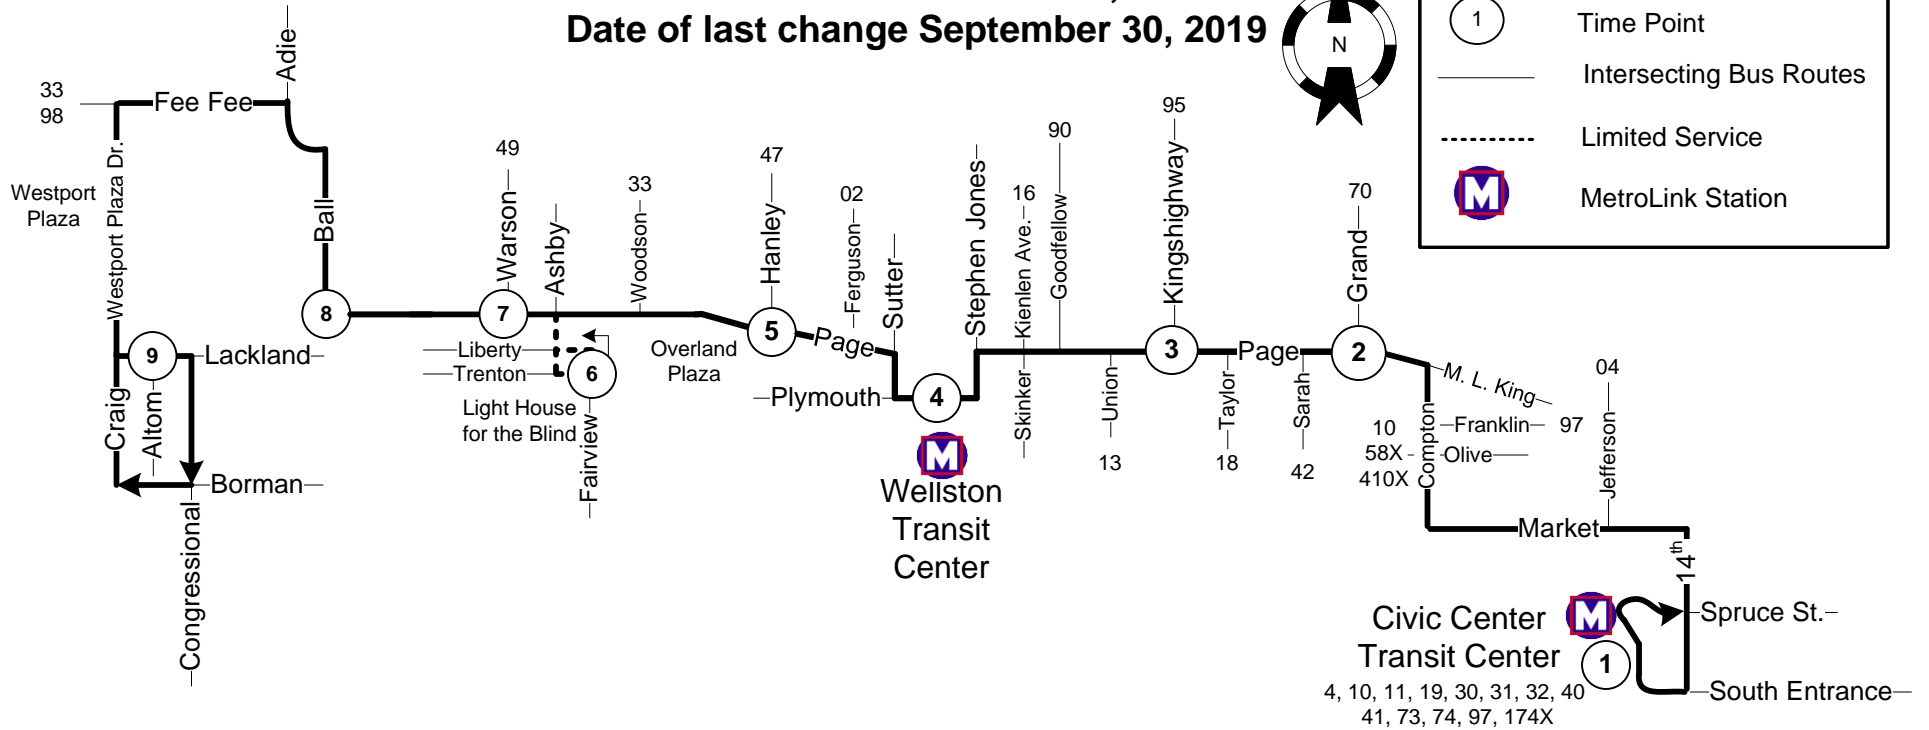 Date of last change September 30, 2019
N
1
Time Point
Intersecting Bus Routes
Limited Service
M
MetroLink Station
33
98
Fee Fee
Adie
Westport
Plaza
Westport Plaza Dr.
Ball
8
9
Lackland
Craig
Altom
Borman
Congressional
49
Warson
7
Ashby
Liberty
Trenton
6
Light House
for the Blind
Fairview
33
Woodson
Overland
Plaza
47
Hanley
5
Page
02
Ferguson
Sutter
Plymouth
4
M
Wellston
Transit
Center
Stephen Jones
16
Kienlen Ave.
Skinker
90
Goodfellow
Union
13
95
Kingshighway
3
Page
Taylor
18
Sarah
42
70
Grand
2
M. L. King
Franklin
97
10
58X
410X
Olive
Compton
04
Jefferson
Market
14th
Spruce St.
Civic Center
Transit Center
M
1
South Entrance
4, 10, 11, 19, 30, 31, 32, 40
41, 73, 74, 97, 174X